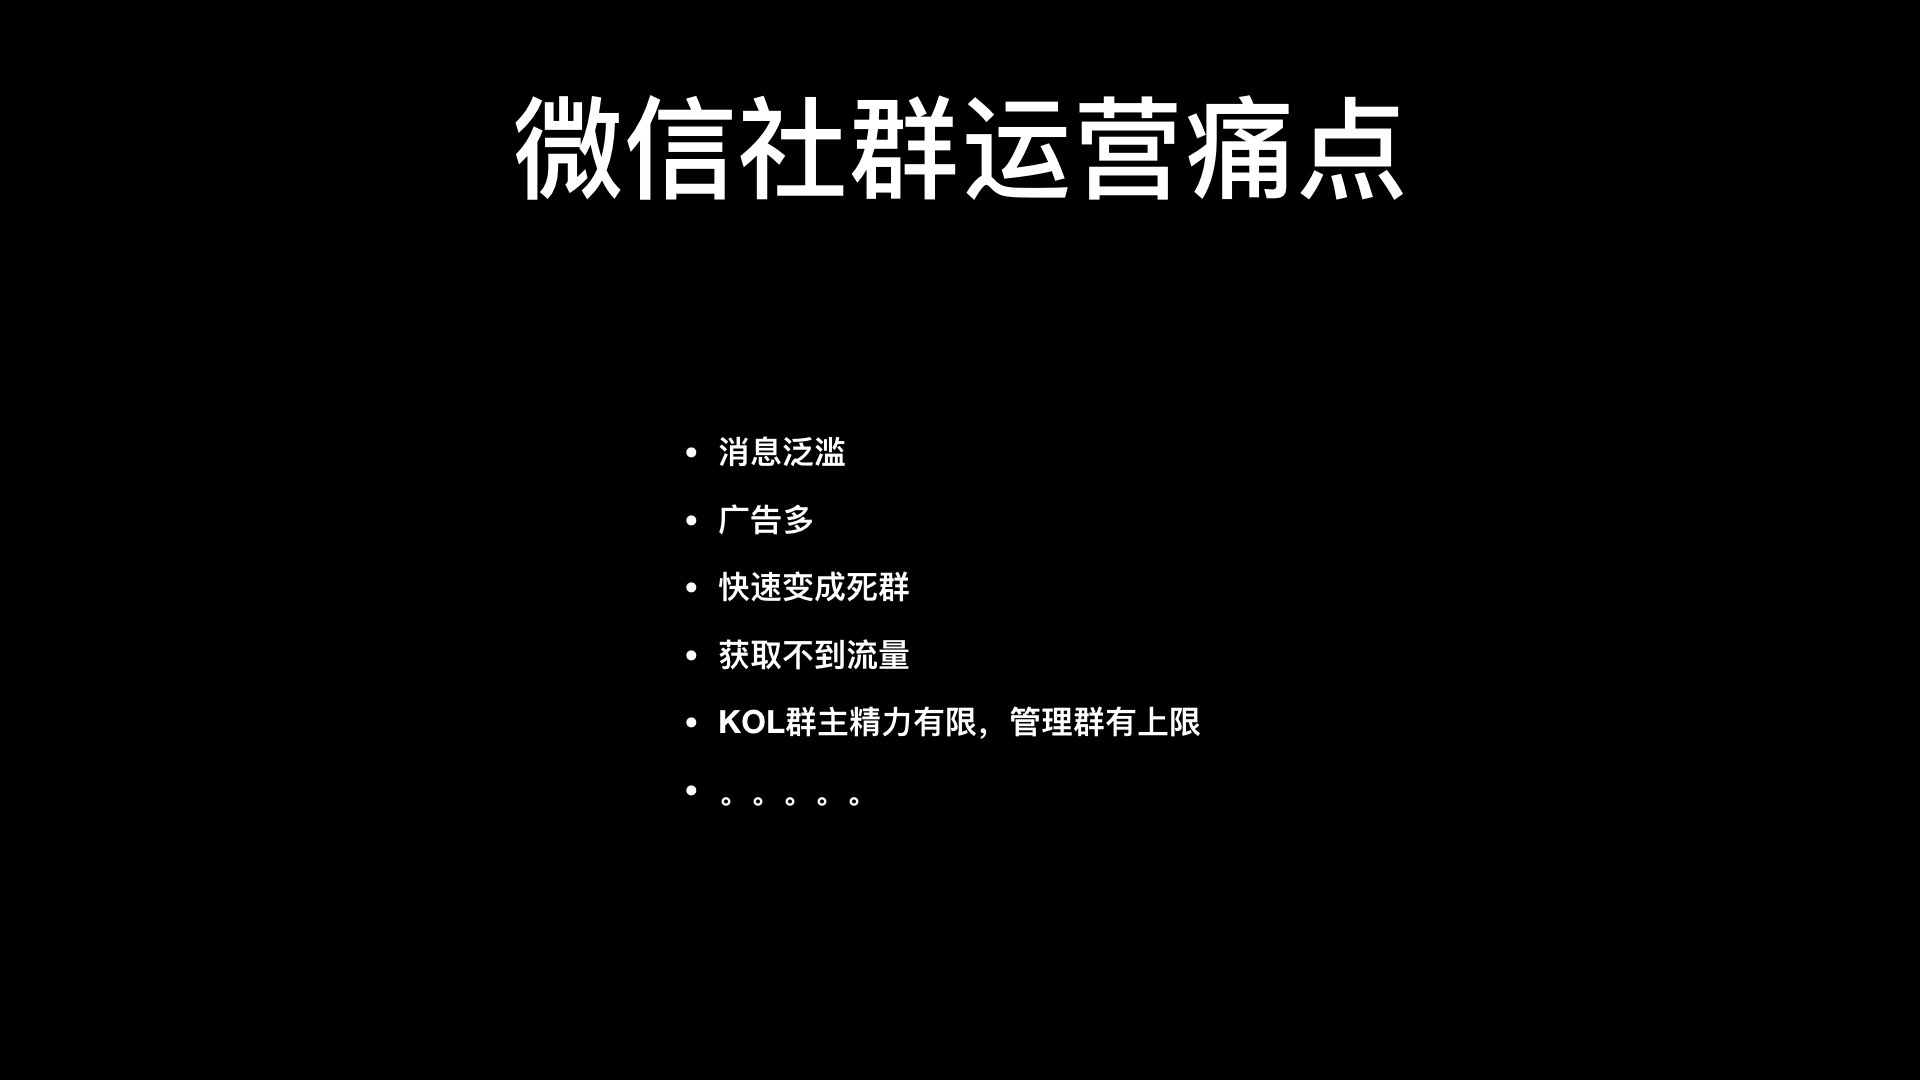 微信社群运营痛点
• 消息泛滥
• 广告多
• 快速变成死群
• 获取不到流量
• KOL群主精力有限，管理群有上限
• 。。。。。